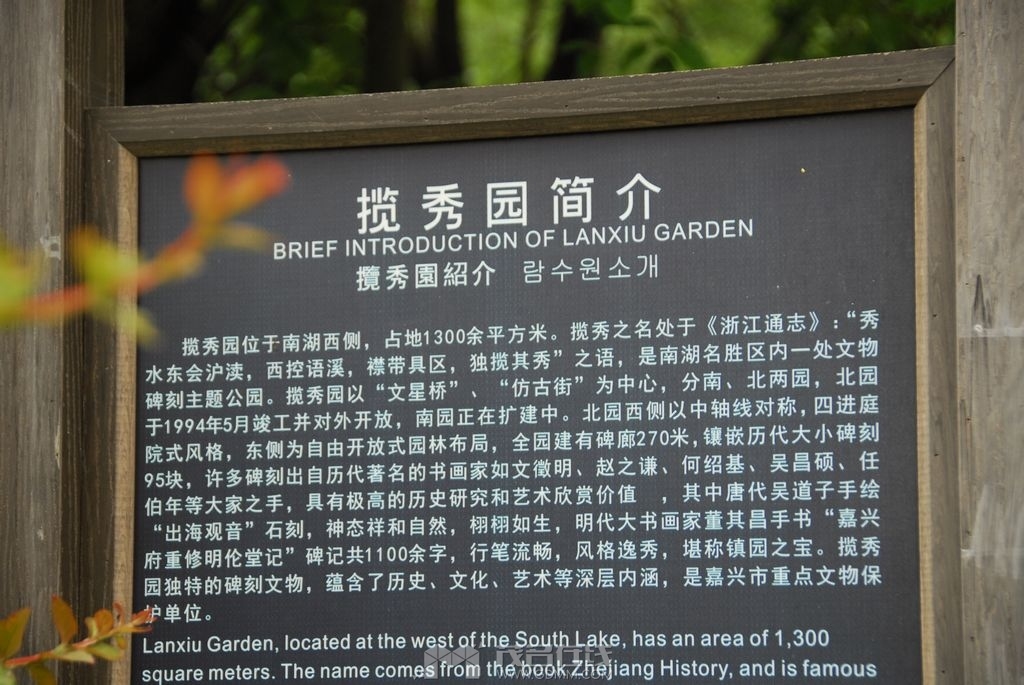 揽秀园简介
BRIEF INTRODUCTION OF LANXIU GARDEN
攬秀園紹介 람수원소개
揽秀园位于南湖西侧，占地1300余平方米。揽秀之名处于《浙江通志》：“秀
水东会沪渎，西控语溪，襟带具区，独揽其秀”之语，是南湖名胜区内一处文物
碑刻主题公园。揽秀园以“文星桥”、“仿古街”为中心，分南、北两园，北园
于1994年5月竣工并对外开放，南园正在扩建中。北园西侧以中轴线对称，四进庭
院式风格，东侧为自由开放式园林布局，全园建有碑廊270米，镶嵌历代大小碑刻
95块，许多碑刻出自历代著名的书画家如文徵明、赵之谦、何绍基、吴昌硕、任
伯年等大家之手，具有极高的历史研究和艺术欣赏价值 ，其中唐代吴道子手绘
“出海观音”石刻，神态祥和自然，栩栩如生，明代大书画家董其昌手书“嘉兴
府重修明伦堂记”碑记共1100余字，行笔流畅，风格逸秀，堪称镇园之宝。揽秀
园独特的碑刻文物，蕴含了历史、文化、艺术等深层内涵，是嘉兴市重点文物保
护单位。
Lanxiu Garden, located at the west of the South Lake, has an area of 1,300
square meters. The name comes from the book Zhejiang History, and is famous